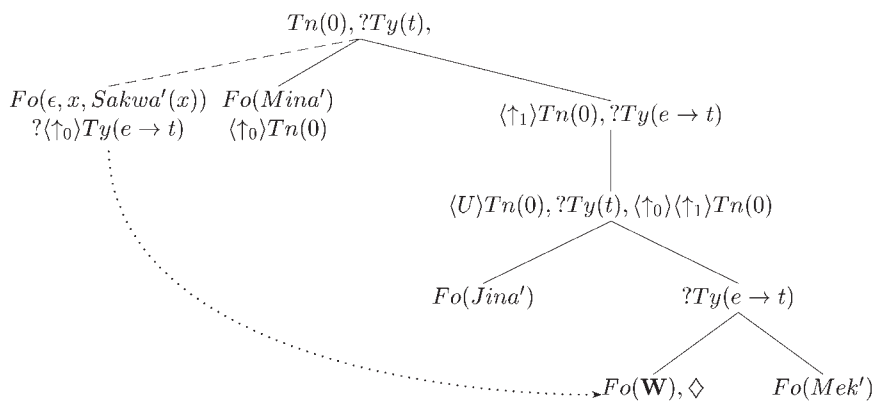 Tn(0), ?Ty(t),
Fo(ϵ, x, Sakwa′(x)) Fo(Mina′)
?⟨↑₀⟩Ty(e → t) ⟨↑₀⟩Tn(0)
⟨↑₁⟩Tn(0), ?Ty(e → t)
⟨U⟩Tn(0), ?Ty(t), ⟨↑₀⟩⟨↑₁⟩Tn(0)
Fo(Jina′) ?Ty(e → t)
Fo(W), ◇ Fo(Mek′)